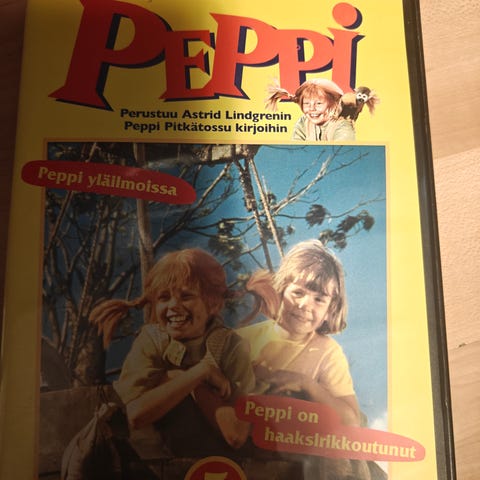 PEPPi
Perustuu Astrid Lindgrenin
Peppi Pitkätossu kirjoihin
Peppi yläilmoissa
Peppi on
haaksirikkoutunut